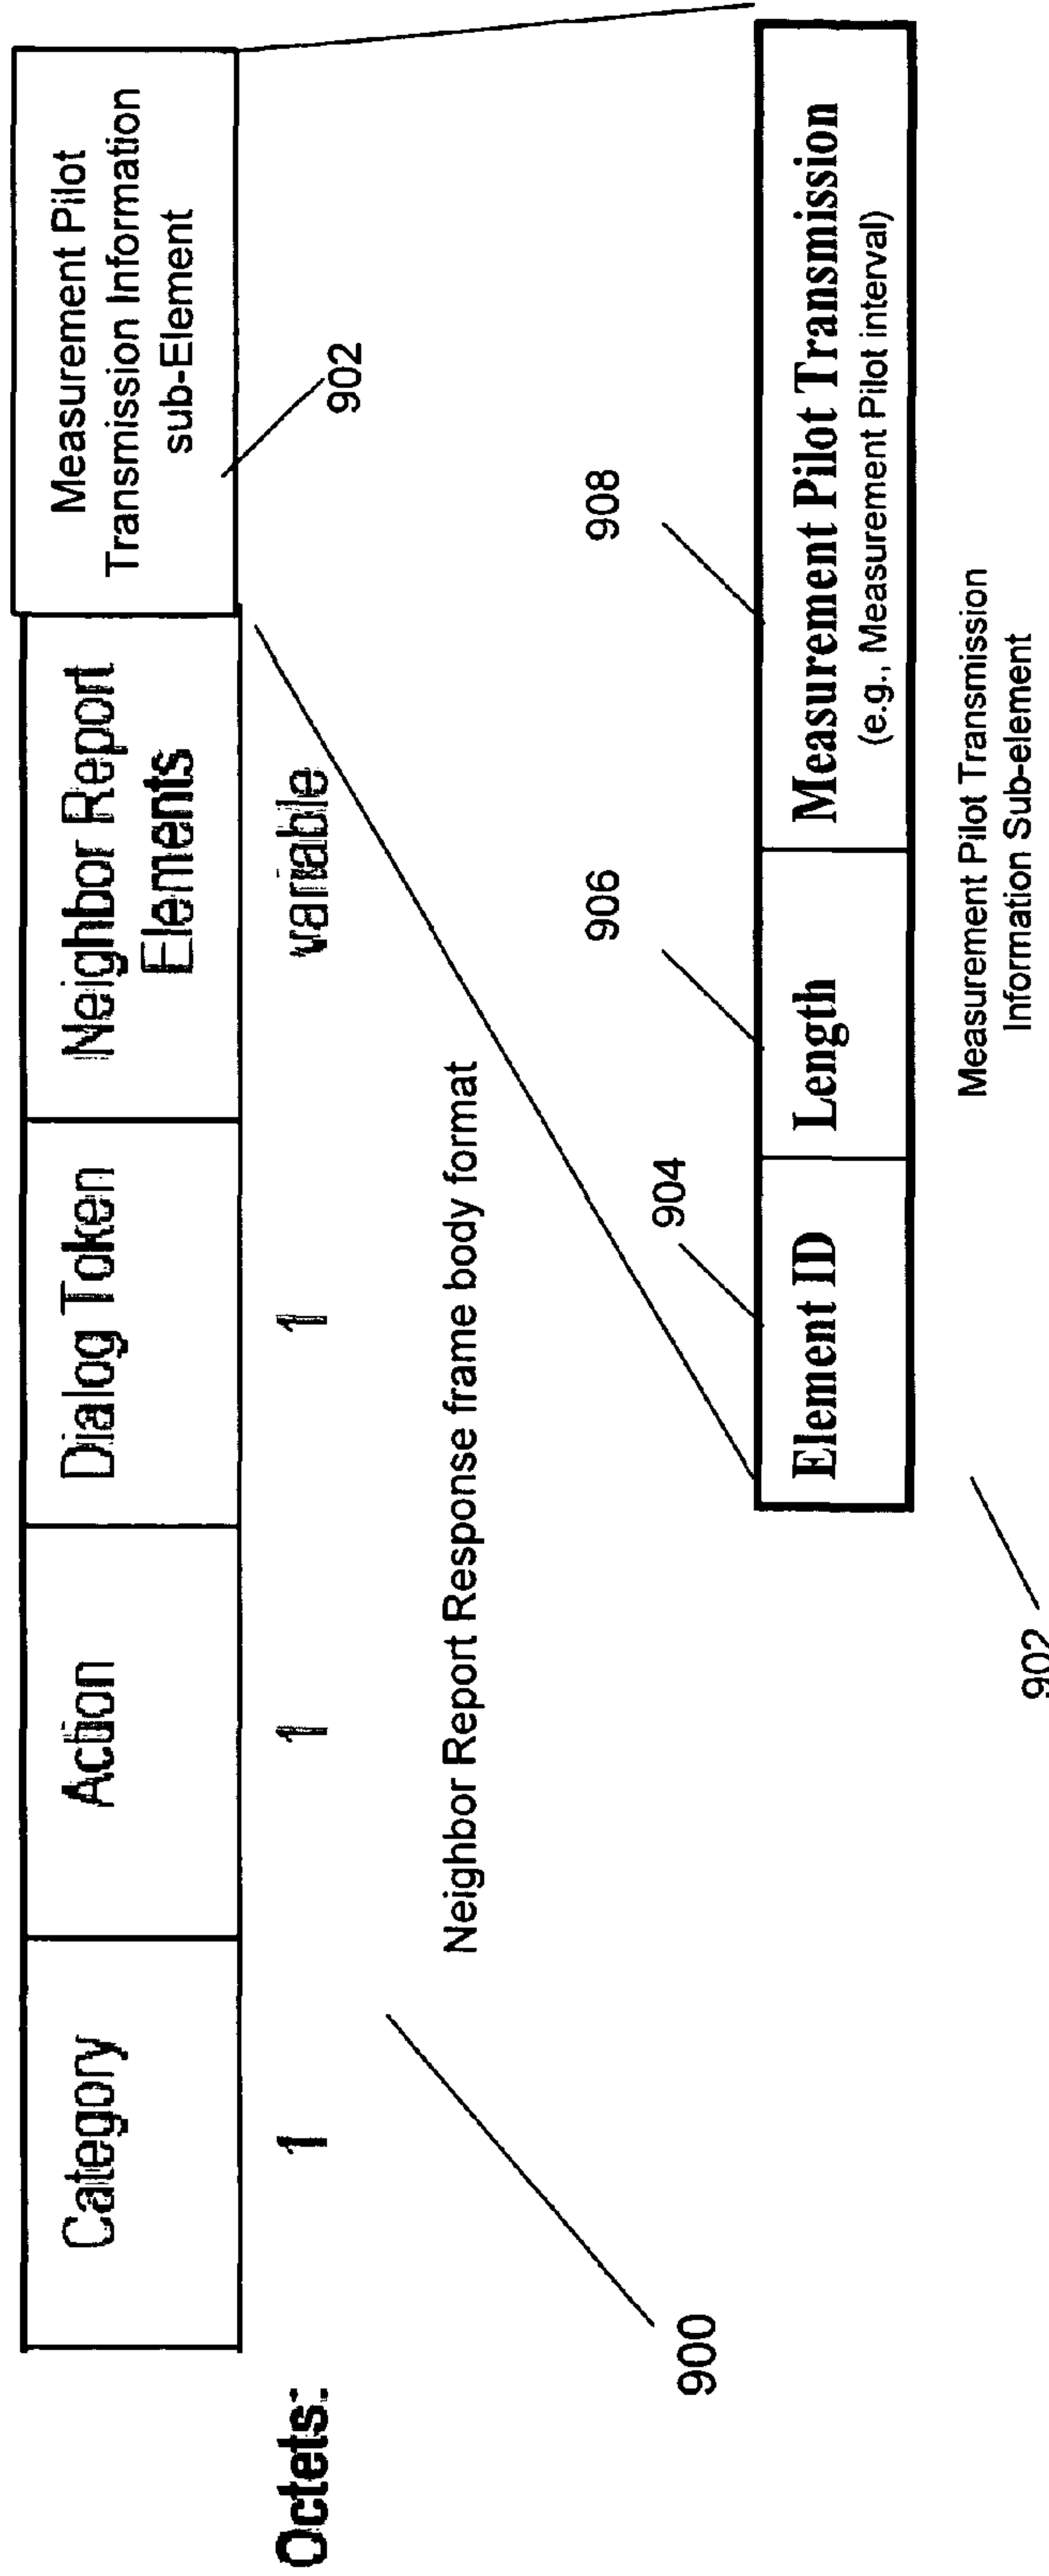 Category
Action
Dialog Token
Neighbor Report
Elements
Measurement Pilot
Transmission Information
sub-Element
902
Octets:
1
1
1
variable
Neighbor Report Response frame body format
900
904
906
908
Element ID
Length
Measurement Pilot Transmission
(e.g., Measurement Pilot interval)
Measurement Pilot Transmission
Information Sub-element
902